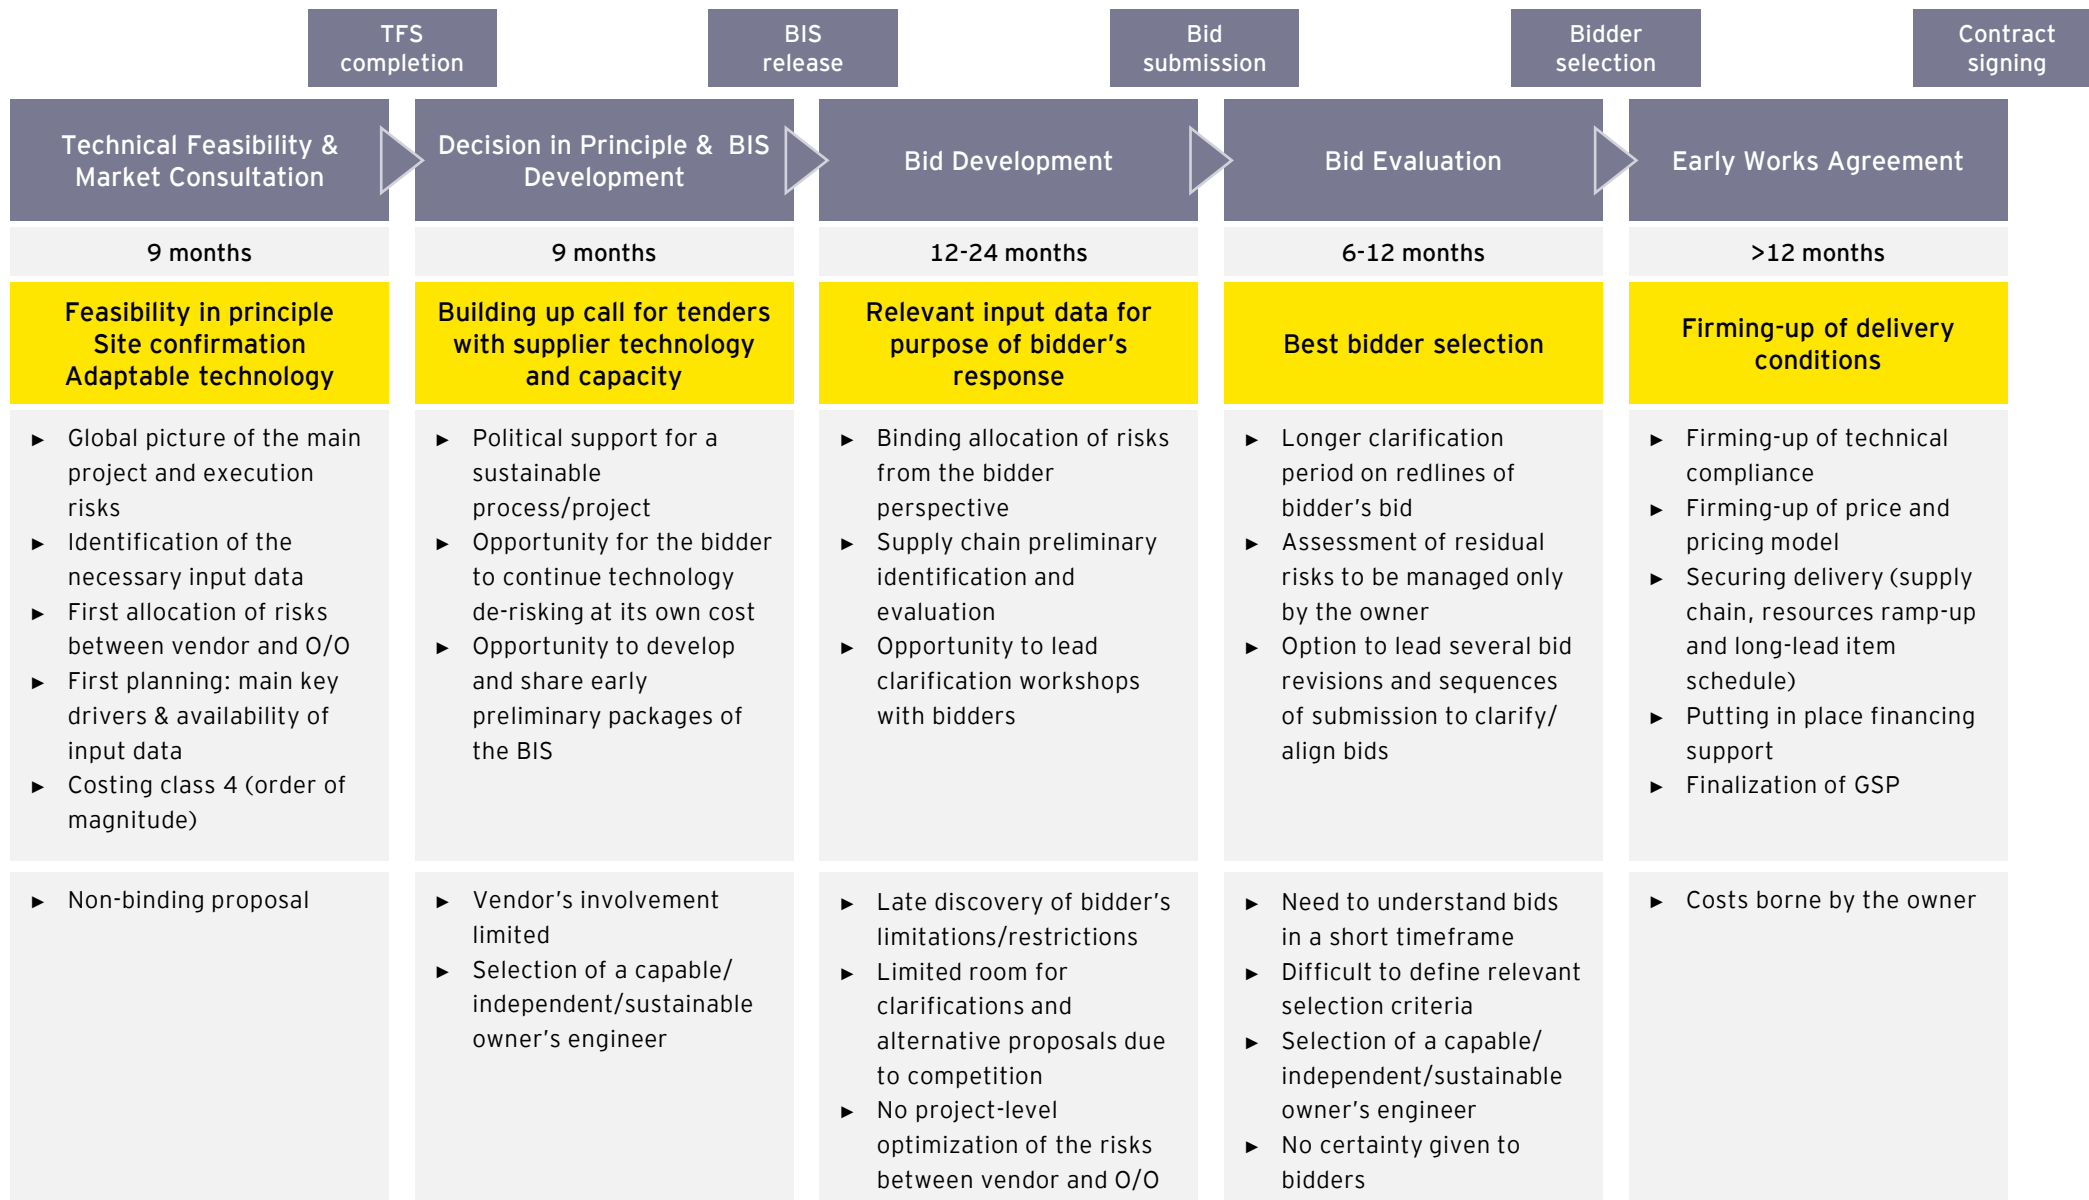 TFS
completion
BIS
release
Bid
submission
Bidder
selection
Contract
signing
Technical Feasibility &
Market Consultation
Decision in Principle & BIS
Development
Bid Development
Bid Evaluation
Early Works Agreement
9 months
9 months
12-24 months
6-12 months
>12 months
Feasibility in principle
Site confirmation
Adaptable technology
Building up call for tenders
with supplier technology
and capacity
Relevant input data for
purpose of bidder's
response
Best bidder selection
Firming-up of delivery
conditions
► Global picture of the main
project and execution
risks
► Identification of the
necessary input data
► First allocation of risks
between vendor and O/O
► First planning: main key
drivers & availability of
input data
► Costing class 4 (order of
magnitude)
► Political support for a
sustainable
process/project
► Opportunity for the bidder
to continue technology
de-risking at its own cost
► Opportunity to develop
and share early
preliminary packages of
the BIS
► Binding allocation of risks
from the bidder
perspective
► Supply chain preliminary
identification and
evaluation
► Opportunity to lead
clarification workshops
with bidders
► Longer clarification
period on redlines of
bidder's bid
► Assessment of residual
risks to be managed only
by the owner
► Option to lead several bid
revisions and sequences
of submission to clarify/
align bids
► Firming-up of technical
compliance
► Firming-up of price and
pricing model
► Securing delivery (supply
chain, resources ramp-up
and long-lead item
schedule)
► Putting in place financing
support
► Finalization of GSP
► Non-binding proposal
► Vendor's involvement
limited
► Selection of a capable/
independent/sustainable
owner's engineer
► Late discovery of bidder's
limitations/restrictions
► Limited room for
clarifications and
alternative proposals due
to competition
► No project-level
optimization of the risks
between vendor and O/O
► Need to understand bids
in a short timeframe
► Difficult to define relevant
selection criteria
► Selection of a capable/
independent/sustainable
owner's engineer
► No certainty given to
bidders
► Costs borne by the owner